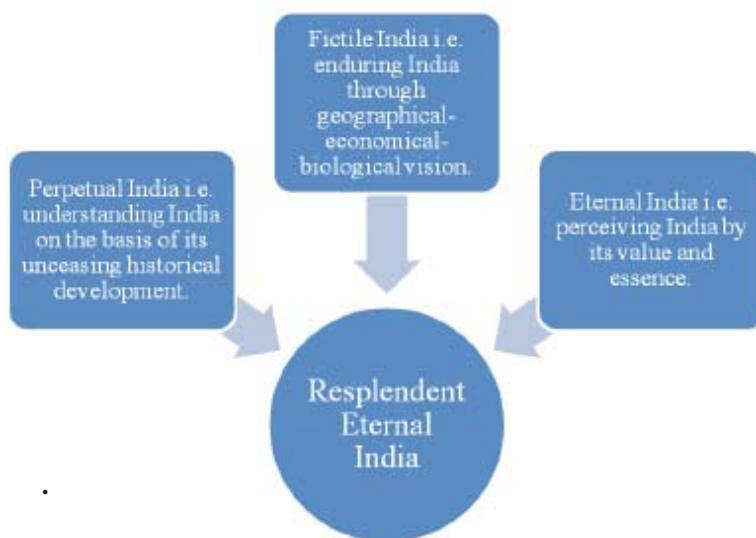 Fictile India i.e.
enduring India
through
geographical-
economical-
biological vision.
Perpetual India i.e.
understanding India
on the basis of its
unceasing historical
development.
Eternal India i.e.
perceiving India by
its value and
essence.
Resplendent
Eternal
India